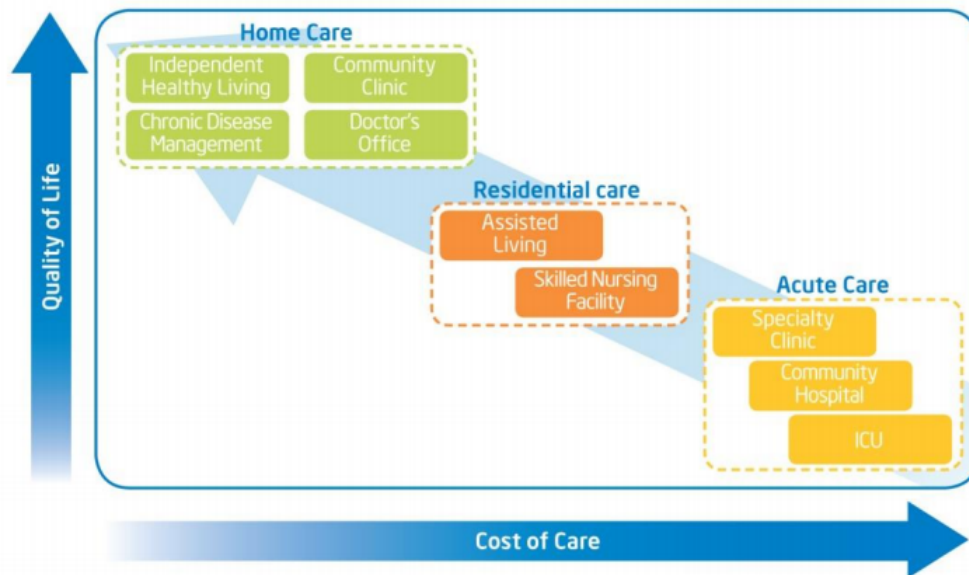 Home Care
Independent
Healthy Living
Community
Clinic
Chronic Disease
Management
Doctor's
Office
Residential care
Assisted
Living
Skilled Nursing
Facility
Acute Care
Specialty
Clinic
Community
Hospital
ICU
Quality of Life
Cost of Care